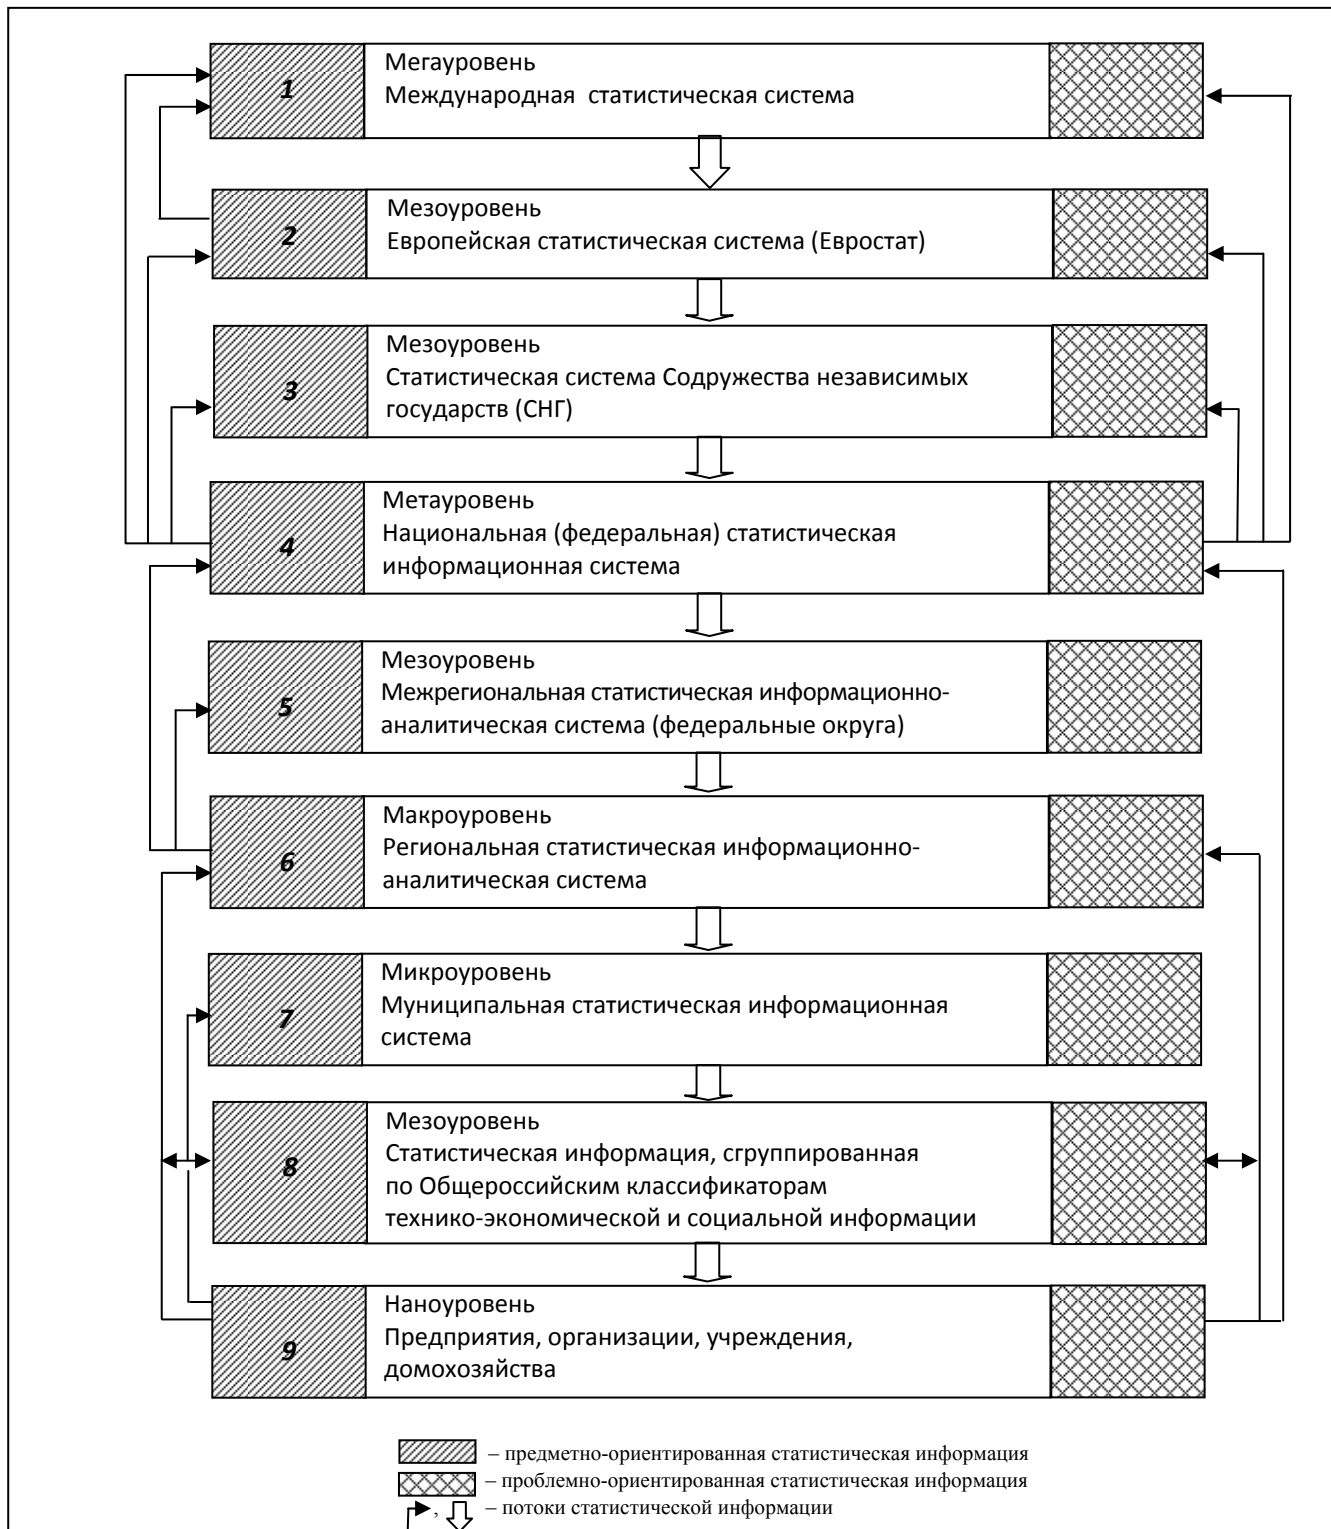 1
Мегауровень
Международная статистическая система
2
Мезоуровень
Европейская статистическая система (Евростат)
3
Мезоуровень
Статистическая система Содружества независимых
государств (СНГ)
4
Метауровень
Национальная (федеральная) статистическая
информационная система
5
Мезоуровень
Межрегиональная статистическая информационно-
аналитическая система (федеральные округа)
6
Макроуровень
Региональная статистическая информационно-
аналитическая система
7
Микроуровень
Муниципальная статистическая информационная
система
8
Мезоуровень
Статистическая информация, сгруппированная
по Общероссийским классификаторам
технико-экономической и социальной информации
9
Наноуровень
Предприятия, организации, учреждения,
домохозяйства
– предметно-ориентированная статистическая информация
– проблемно-ориентированная статистическая информация
, – потоки статистической информации